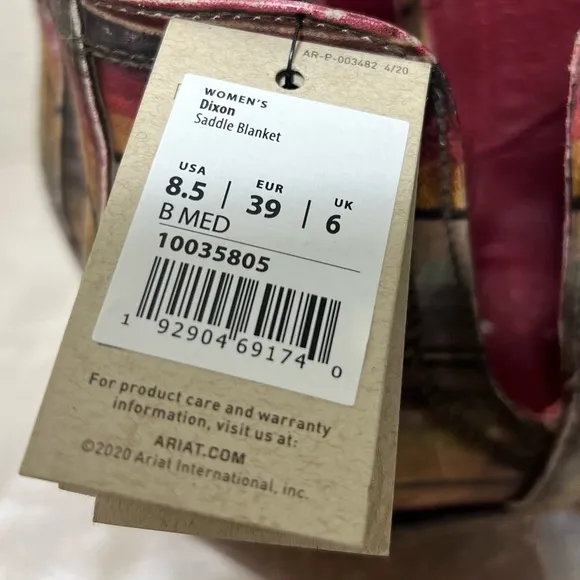 AR-P-003482 4/20
WOMEN'S
Dixon
Saddle Blanket
USA
8.5 |
EUR
39 |
UK
6
B MED
10035805
1 92904 69174 0
For product care and warranty
information, visit us at:
ARIAT.COM
©2020 Ariat International, inc.